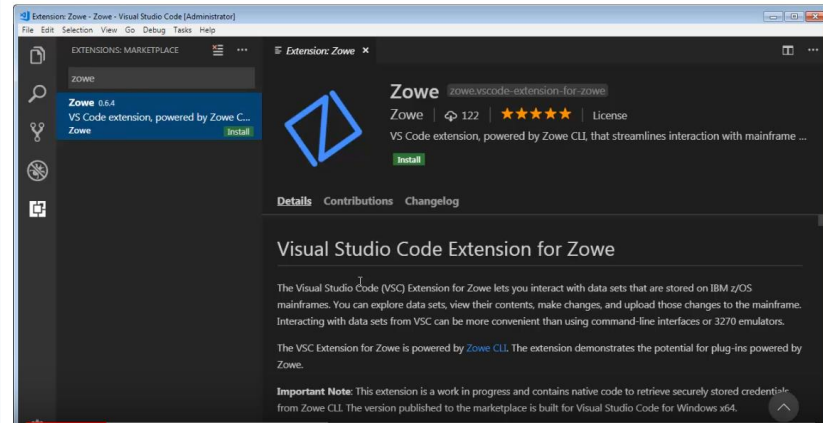 Extension: Zowe - Zowe - Visual Studio Code [Administrator]
File Edit Selection View Go Debug Tasks Help
EXTENSIONS: MARKETPLACE
zowe
Zowe 0.6.4
VS Code extension, powered by Zowe C...
Zowe Install
Extension: Zowe
Zowe zowe.vscode-extension-for-zowe
Zowe 122 License
VS Code extension, powered by Zowe CLI, that streamlines interaction with mainframe ...
Install
Details Contributions Changelog
Visual Studio Code Extension for Zowe
The Visual Studio Code (VSC) Extension for Zowe lets you interact with data sets that are stored on IBM z/OS
mainframes. You can explore data sets, view their contents, make changes, and upload those changes to the mainframe.
Interacting with data sets from VSC can be more convenient than using command-line interfaces or 3270 emulators.
The VSC Extension for Zowe is powered by Zowe CLI. The extension demonstrates the potential for plug-ins powered by
Zowe.
Important Note: This extension is a work in progress and contains native code to retrieve securely stored credentials
from Zowe CLI. The version published to the marketplace is built for Visual Studio Code for Windows x64.